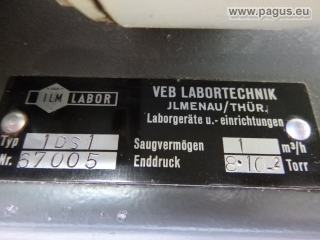 © www.pagus.eu
ILM LABOR
VEB LABORTECHNIK
JLMENAU/THÜR.
Laborgeräte u.-einrichtungen
Typ 1DS1 Saugvermögen 1 m³/h
Nr. 67005 Enddruck 8·10-2 Torr